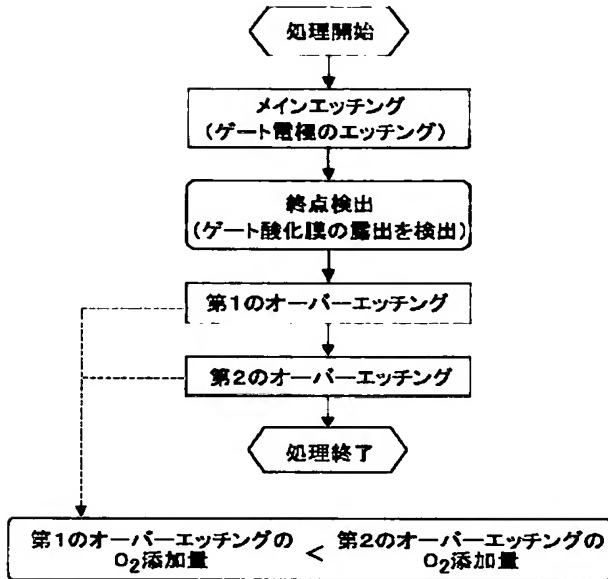 処理開始
メインエッチング
(ゲート電極のエッチング)
終点検出
(ゲート酸化膜の露出を検出)
第1のオーバーエッチング
第2のオーバーエッチング
処理終了
第1のオーバーエッチングの
O₂添加量
<
第2のオーバーエッチングの
O₂添加量